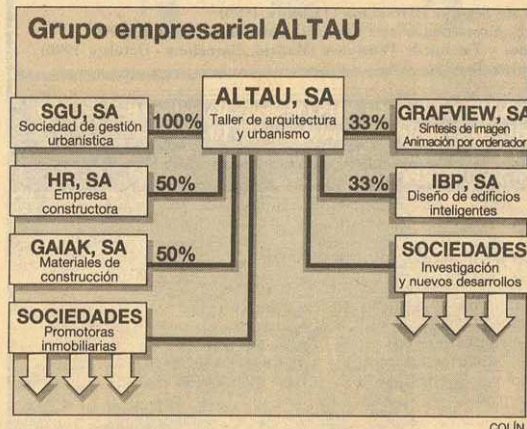 Grupo empresarial ALTAU
ALTAU, SA
Taller de arquitectura
y urbanismo
SGU, SA
Sociedad de gestión
urbanística
100%
HR, SA
Empresa
constructora
50%
GAIAK, SA
Materiales de
construcción
50%
SOCIEDADES
Promotoras
inmobiliarias
33%
GRAFVIEW, SA
Síntesis de imagen
Animación por ordenador
33%
IBP, SA
Diseño de edificios
inteligentes
SOCIEDADES
Investigación
y nuevos desarrollos
COLÍN